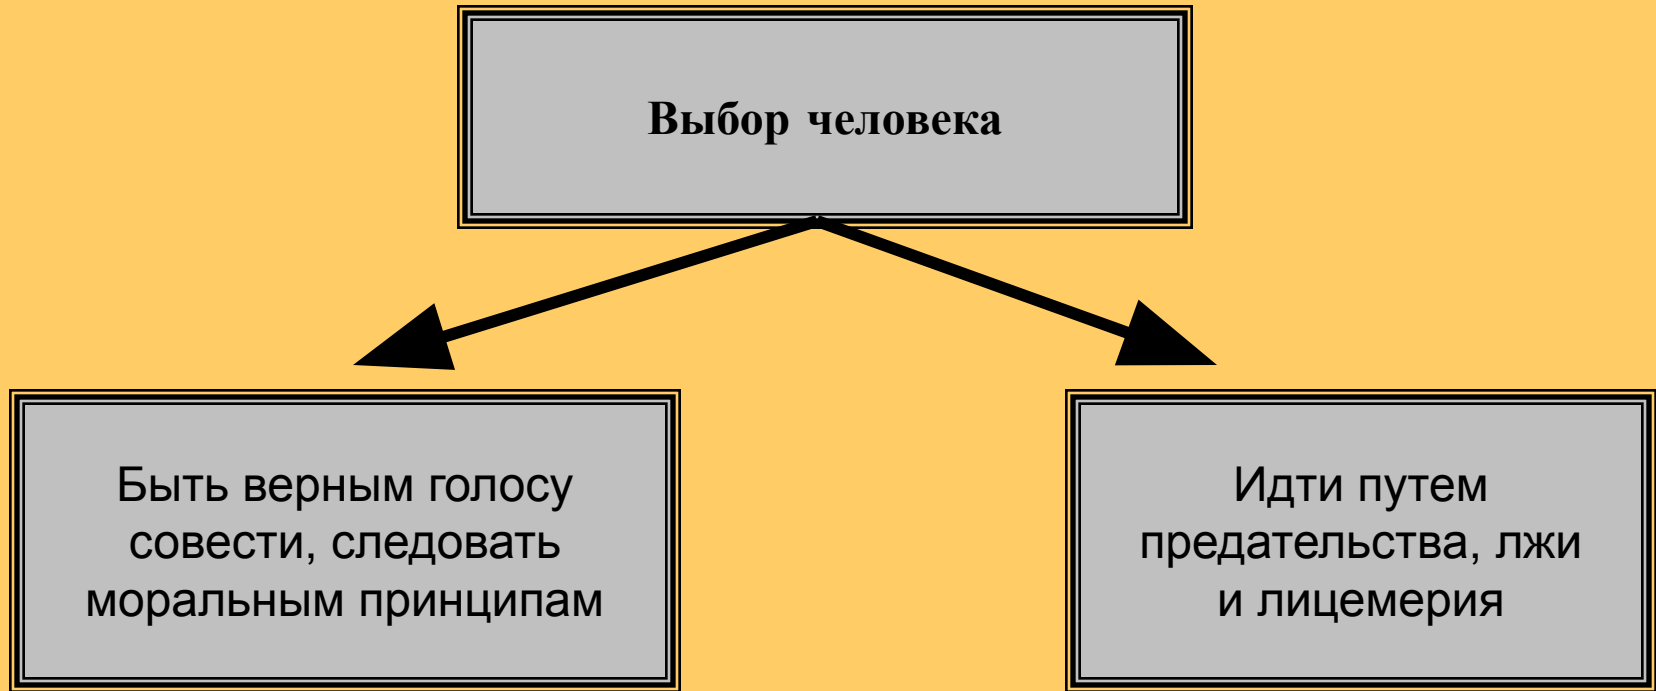 Выбор человека
Быть верным голосу
совести, следовать
моральным принципам
Идти путем
предательства, лжи
и лицемерия